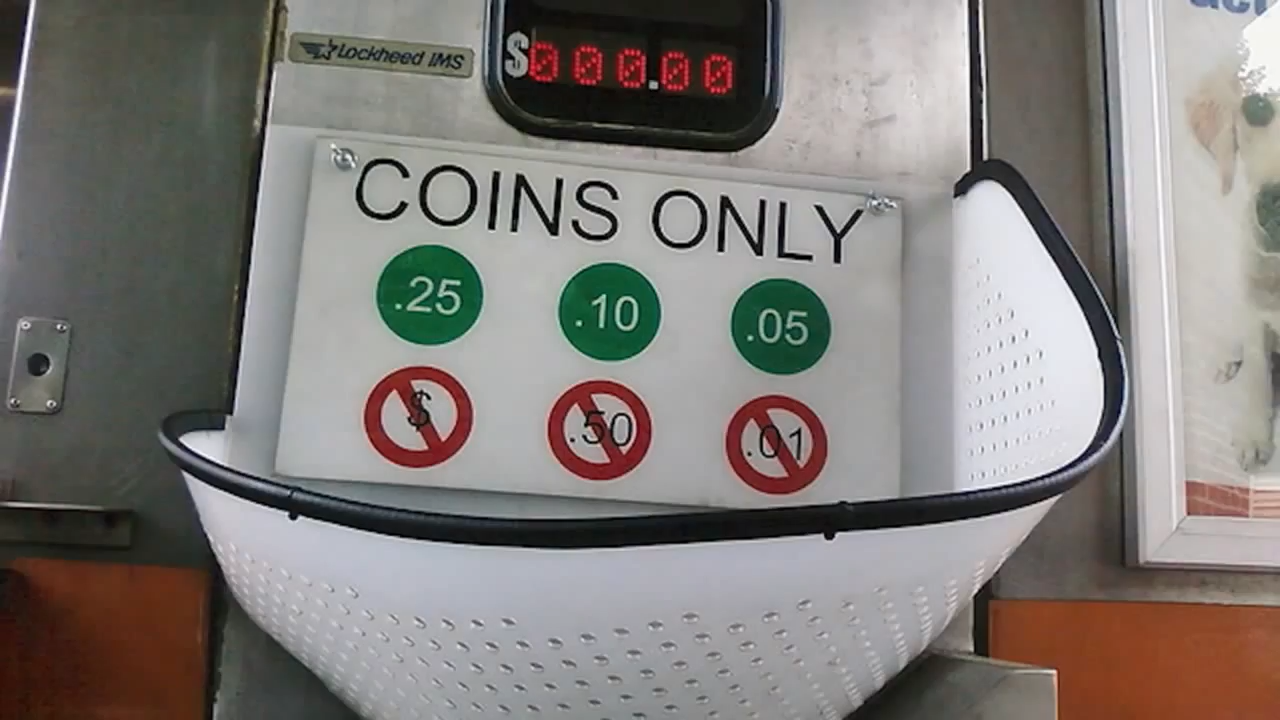 Lockheed IMS
$000.00
COINS ONLY
.25 .10 .05
$ .50 .01